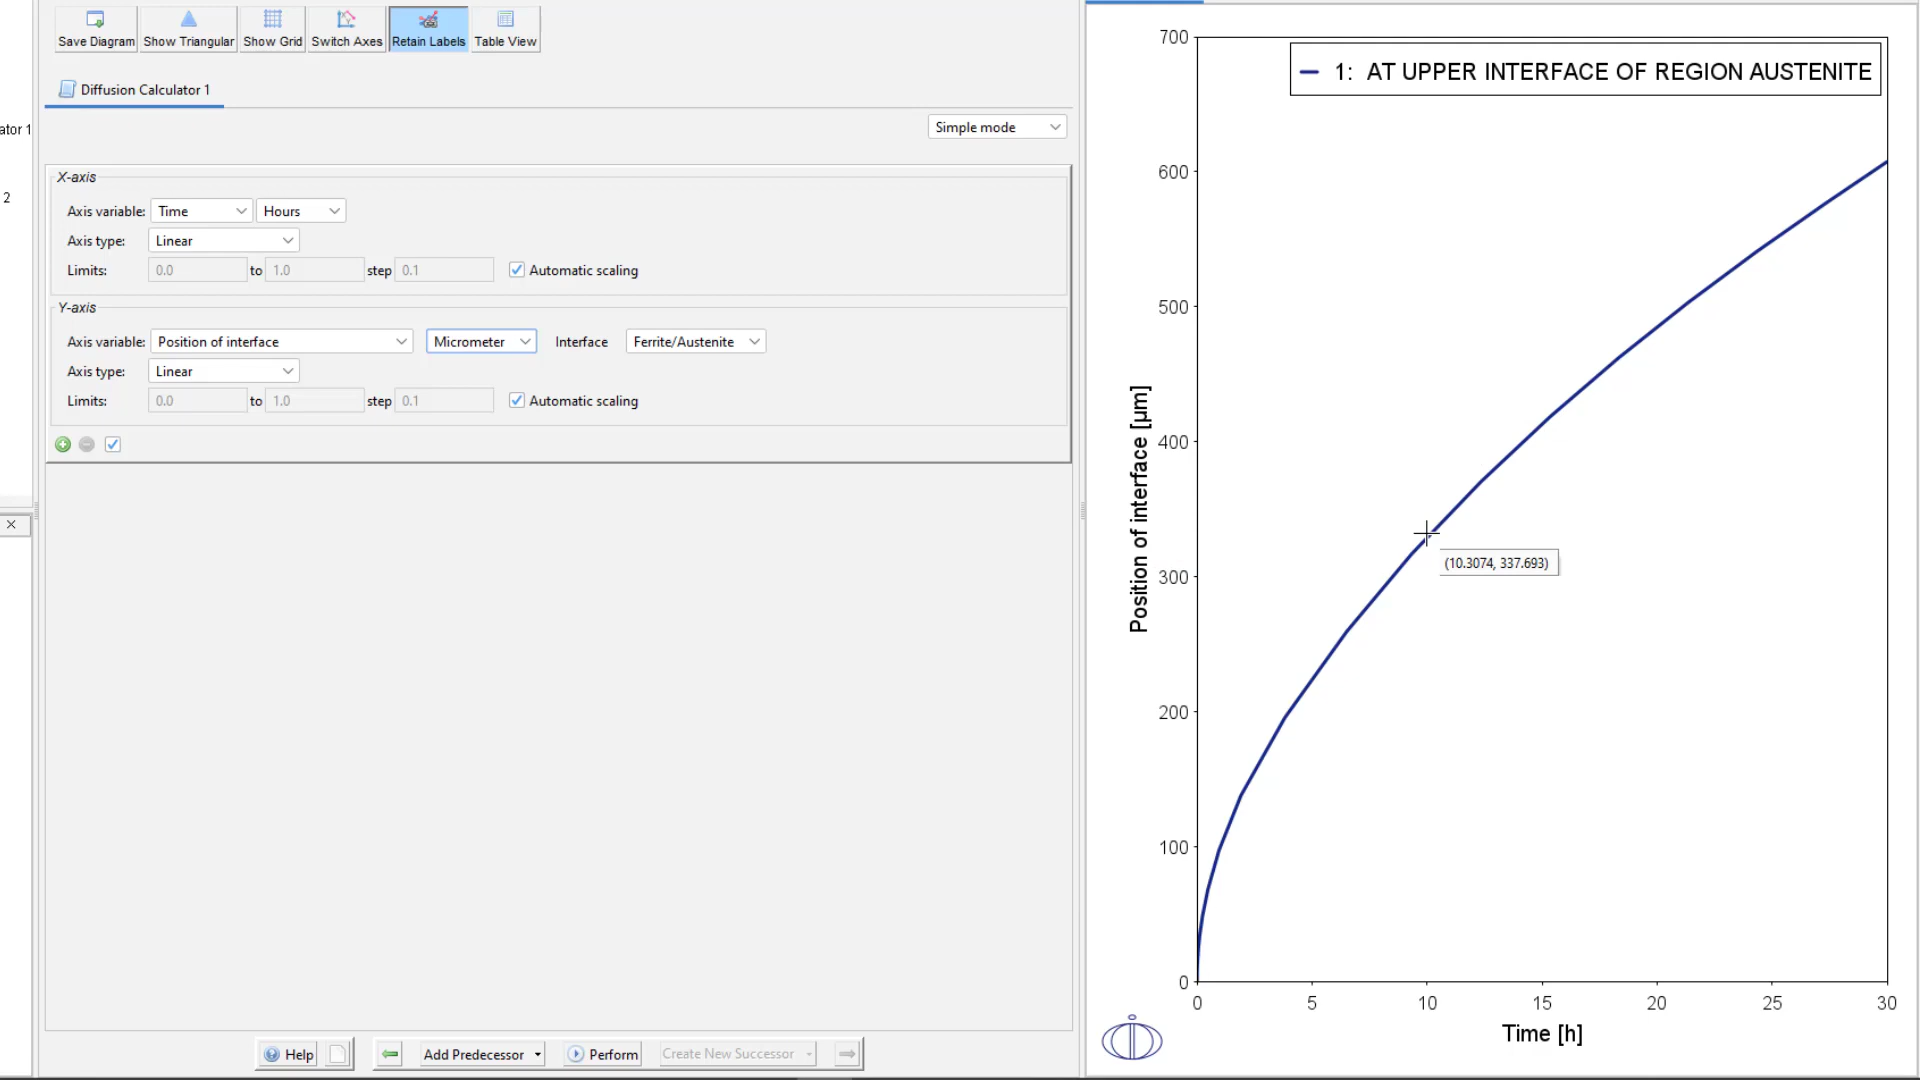 Save Diagram Show Triangular Show Grid Switch Axes Retain Labels Table View
Diffusion Calculator 1
ator 1
Simple mode
2
X-axis
Axis variable: Time Hours
Axis type: Linear
Limits: 0.0 to 1.0 step 0.1 Automatic scaling
Y-axis
Axis variable: Position of interface Micrometer Interface Ferrite/Austenite
Axis type: Linear
Limits: 0.0 to 1.0 step 0.1 Automatic scaling
Help Add Predecessor Perform Create New Successor
1: AT UPPER INTERFACE OF REGION AUSTENITE
700
600
500
400
300
200
100
0
Position of interface [µm]
(10.3074, 337.693)
0 5 10 15 20 25 30
Time [h]